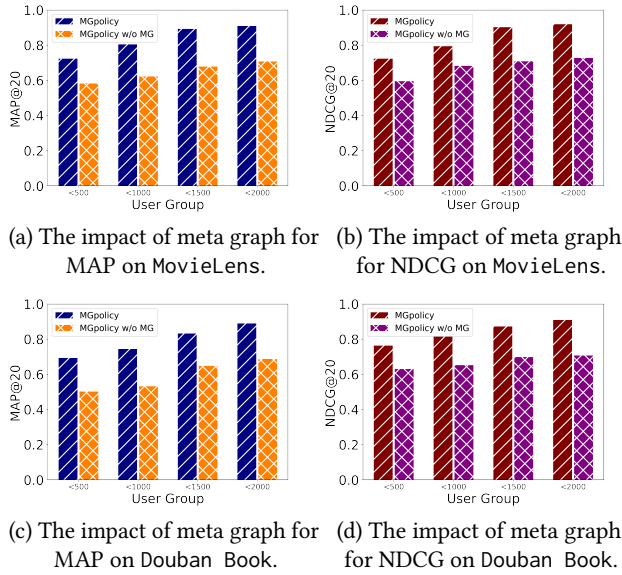 1.0
0.8
0.6
0.4
0.2
0.0
MAP@20
MGpolicy
MGpolicy w/o MG
<500 <1000 <1500 <2000
User Group
1.0
0.8
0.6
0.4
0.2
0.0
NDCG@20
MGpolicy
MGpolicy w/o MG
<500 <1000 <1500 <2000
User Group
(a) The impact of meta graph for
MAP on MovieLens.
(b) The impact of meta graph
for NDCG on MovieLens.
1.0
0.8
0.6
0.4
0.2
0.0
MAP@20
MGpolicy
MGpolicy w/o MG
<500 <1000 <1500 <2000
User Group
1.0
0.8
0.6
0.4
0.2
0.0
NDCG@20
MGpolicy
MGpolicy w/o MG
<500 <1000 <1500 <2000
User Group
(c) The impact of meta graph for
MAP on Douban Book.
(d) The impact of meta graph
for NDCG on Douban Book.